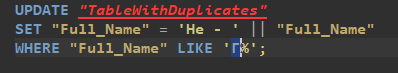 UPDATE "TableWithDuplicates"
SET "Full_Name" = 'He - ' || "Full_Name"
WHERE "Full_Name" LIKE 'Г%';